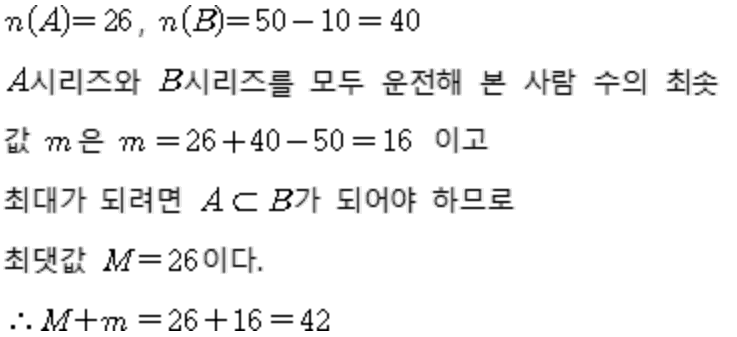 n(A)=26, n(B)=50-10=40
A시리즈와 B시리즈를 모두 운전해 본 사람 수의 최솟
값 m은 m=26+40-50=16 이고
최대가 되려면 A⊂B가 되어야 하므로
최댓값 M=26이다.
∴M+m=26+16=42